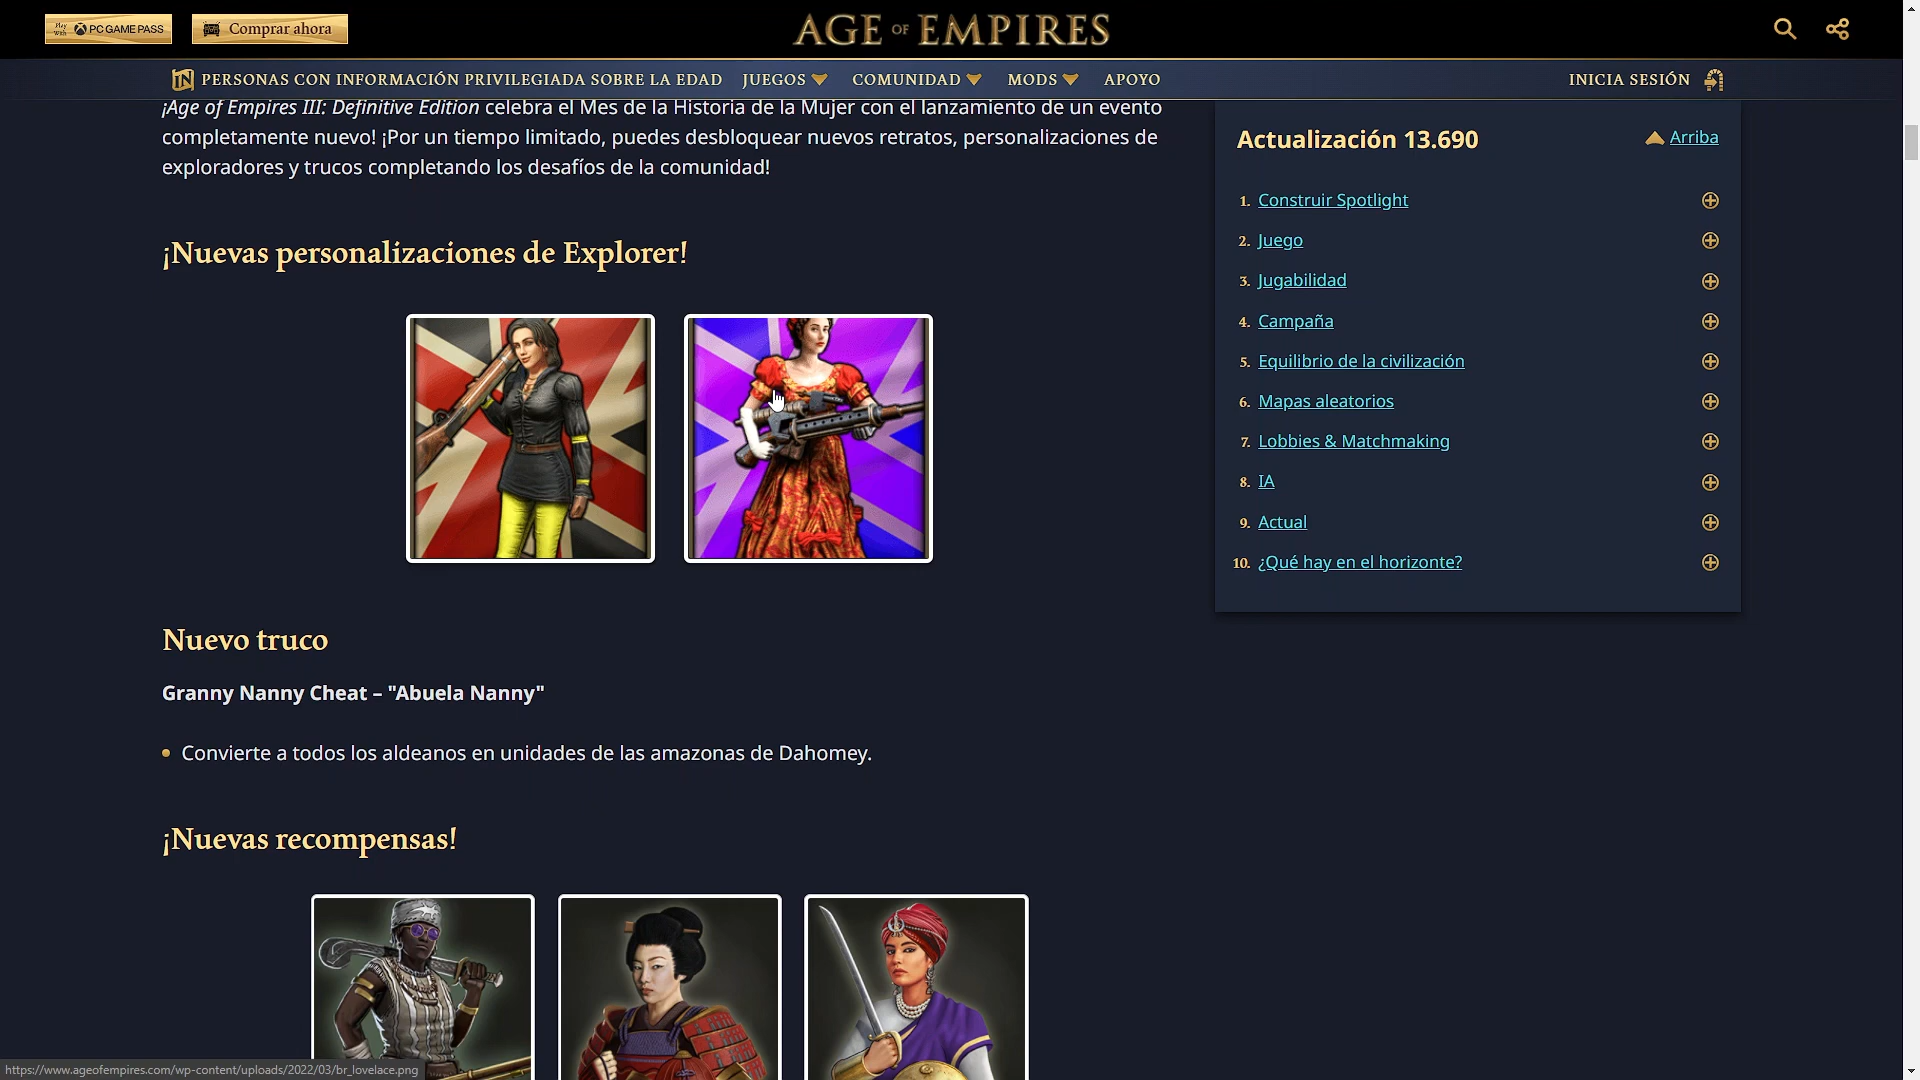 Play With PC GAME PASS
Comprar ahora
AGE OF EMPIRES
PERSONAS CON INFORMACIÓN PRIVILEGIADA SOBRE LA EDAD
JUEGOS
COMUNIDAD
MODS
APOYO
INICIA SESIÓN
¡Age of Empires III: Definitive Edition celebra el Mes de la Historia de la Mujer con el lanzamiento de un evento
completamente nuevo! ¡Por un tiempo limitado, puedes desbloquear nuevos retratos, personalizaciones de
exploradores y trucos completando los desafíos de la comunidad!
¡Nuevas personalizaciones de Explorer!
Nuevo truco
Granny Nanny Cheat – "Abuela Nanny"
Convierte a todos los aldeanos en unidades de las amazonas de Dahomey.
¡Nuevas recompensas!
Actualización 13.690
Arriba
1. Construir Spotlight
2. Juego
3. Jugabilidad
4. Campaña
5. Equilibrio de la civilización
6. Mapas aleatorios
7. Lobbies & Matchmaking
8. IA
9. Actual
10. ¿Qué hay en el horizonte?
https://www.ageofempires.com/wp-content/uploads/2022/03/br_lovelace.png